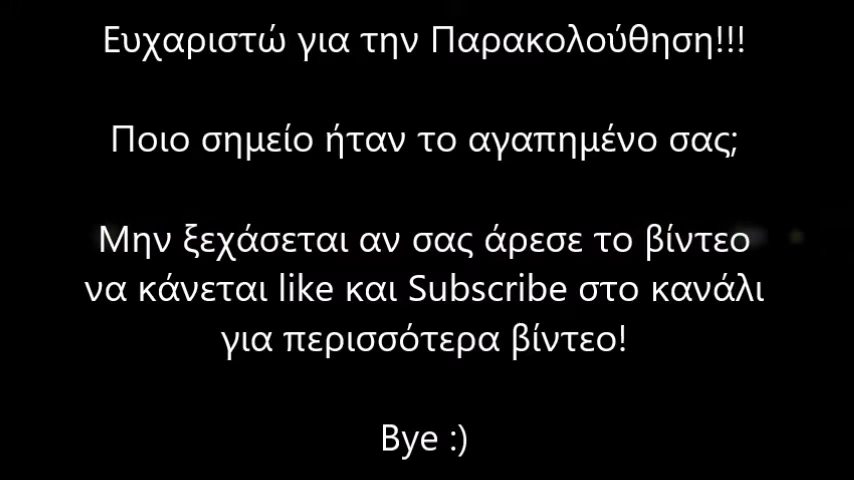 Ευχαριστώ για την Παρακολούθηση!!!
Ποιο σημείο ήταν το αγαπημένο σας;
Μην ξεχάσεται αν σας άρεσε το βίντεο
να κάνεται like και Subscribe στο κανάλι
για περισσότερα βίντεο!
Bye :)